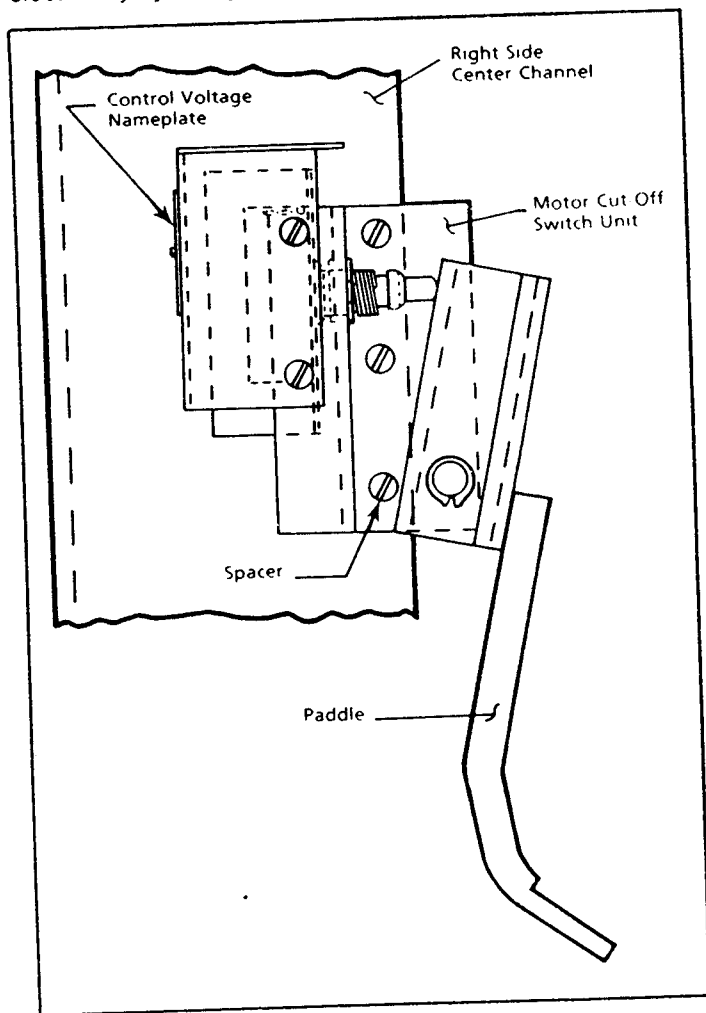 Right Side
Center Channel
Control Voltage
Nameplate
Motor Cut Off
Switch Unit
Spacer
Paddle